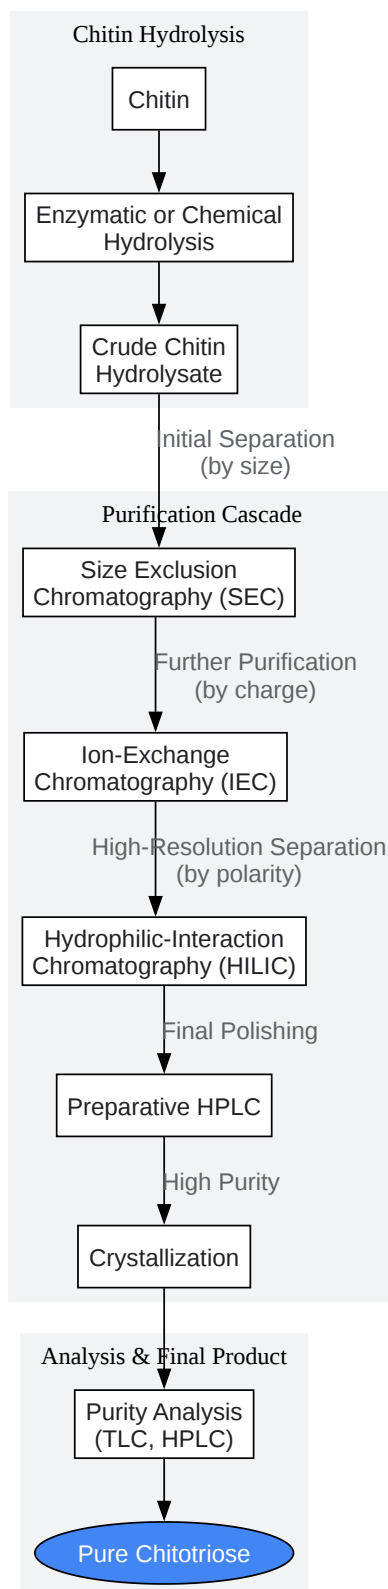 Chitin Hydrolysis
Chitin
Enzymatic or Chemical
Hydrolysis
Crude Chitin
Hydrolysate
Initial Separation
(by size)
Purification Cascade
Size Exclusion
Chromatography (SEC)
Further Purification
(by charge)
Ion-Exchange
Chromatography (IEC)
High-Resolution Separation
(by polarity)
Hydrophilic-Interaction
Chromatography (HILIC)
Final Polishing
Preparative HPLC
High Purity
Crystallization
Analysis & Final Product
Purity Analysis
(TLC, HPLC)
Pure Chitotriose